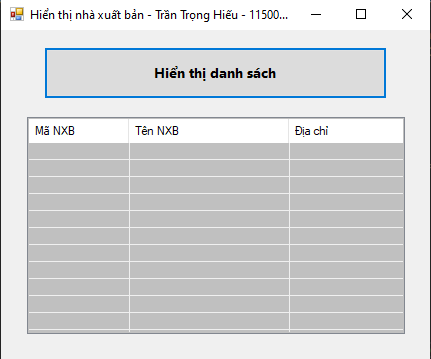 Hiển thị nhà xuất bản - Trần Trọng Hiếu - 11500...
Hiển thị danh sách
Mã NXB Tên NXB Địa chỉ